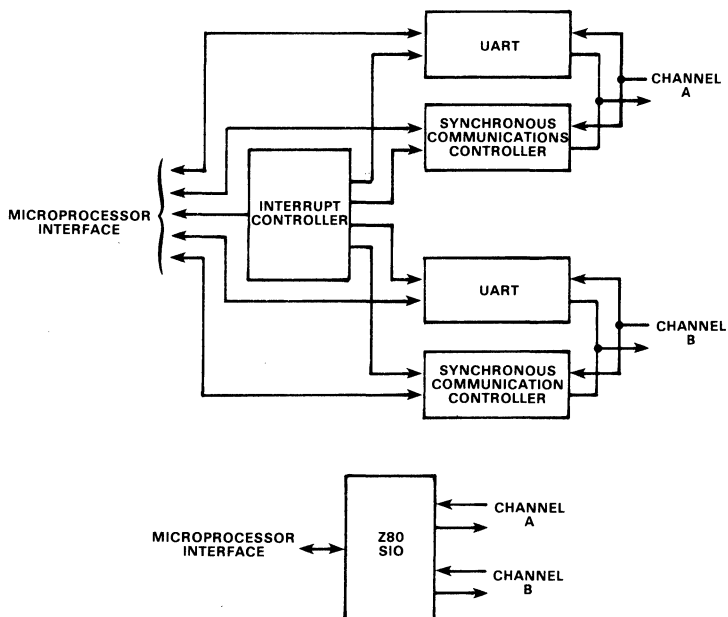 UART
CHANNEL
A
SYNCHRONOUS
COMMUNICATIONS
CONTROLLER
INTERRUPT
CONTROLLER
MICROPROCESSOR
INTERFACE
UART
CHANNEL
B
SYNCHRONOUS
COMMUNICATION
CONTROLLER
MICROPROCESSOR
INTERFACE
Z80
SIO
CHANNEL
A
CHANNEL
B